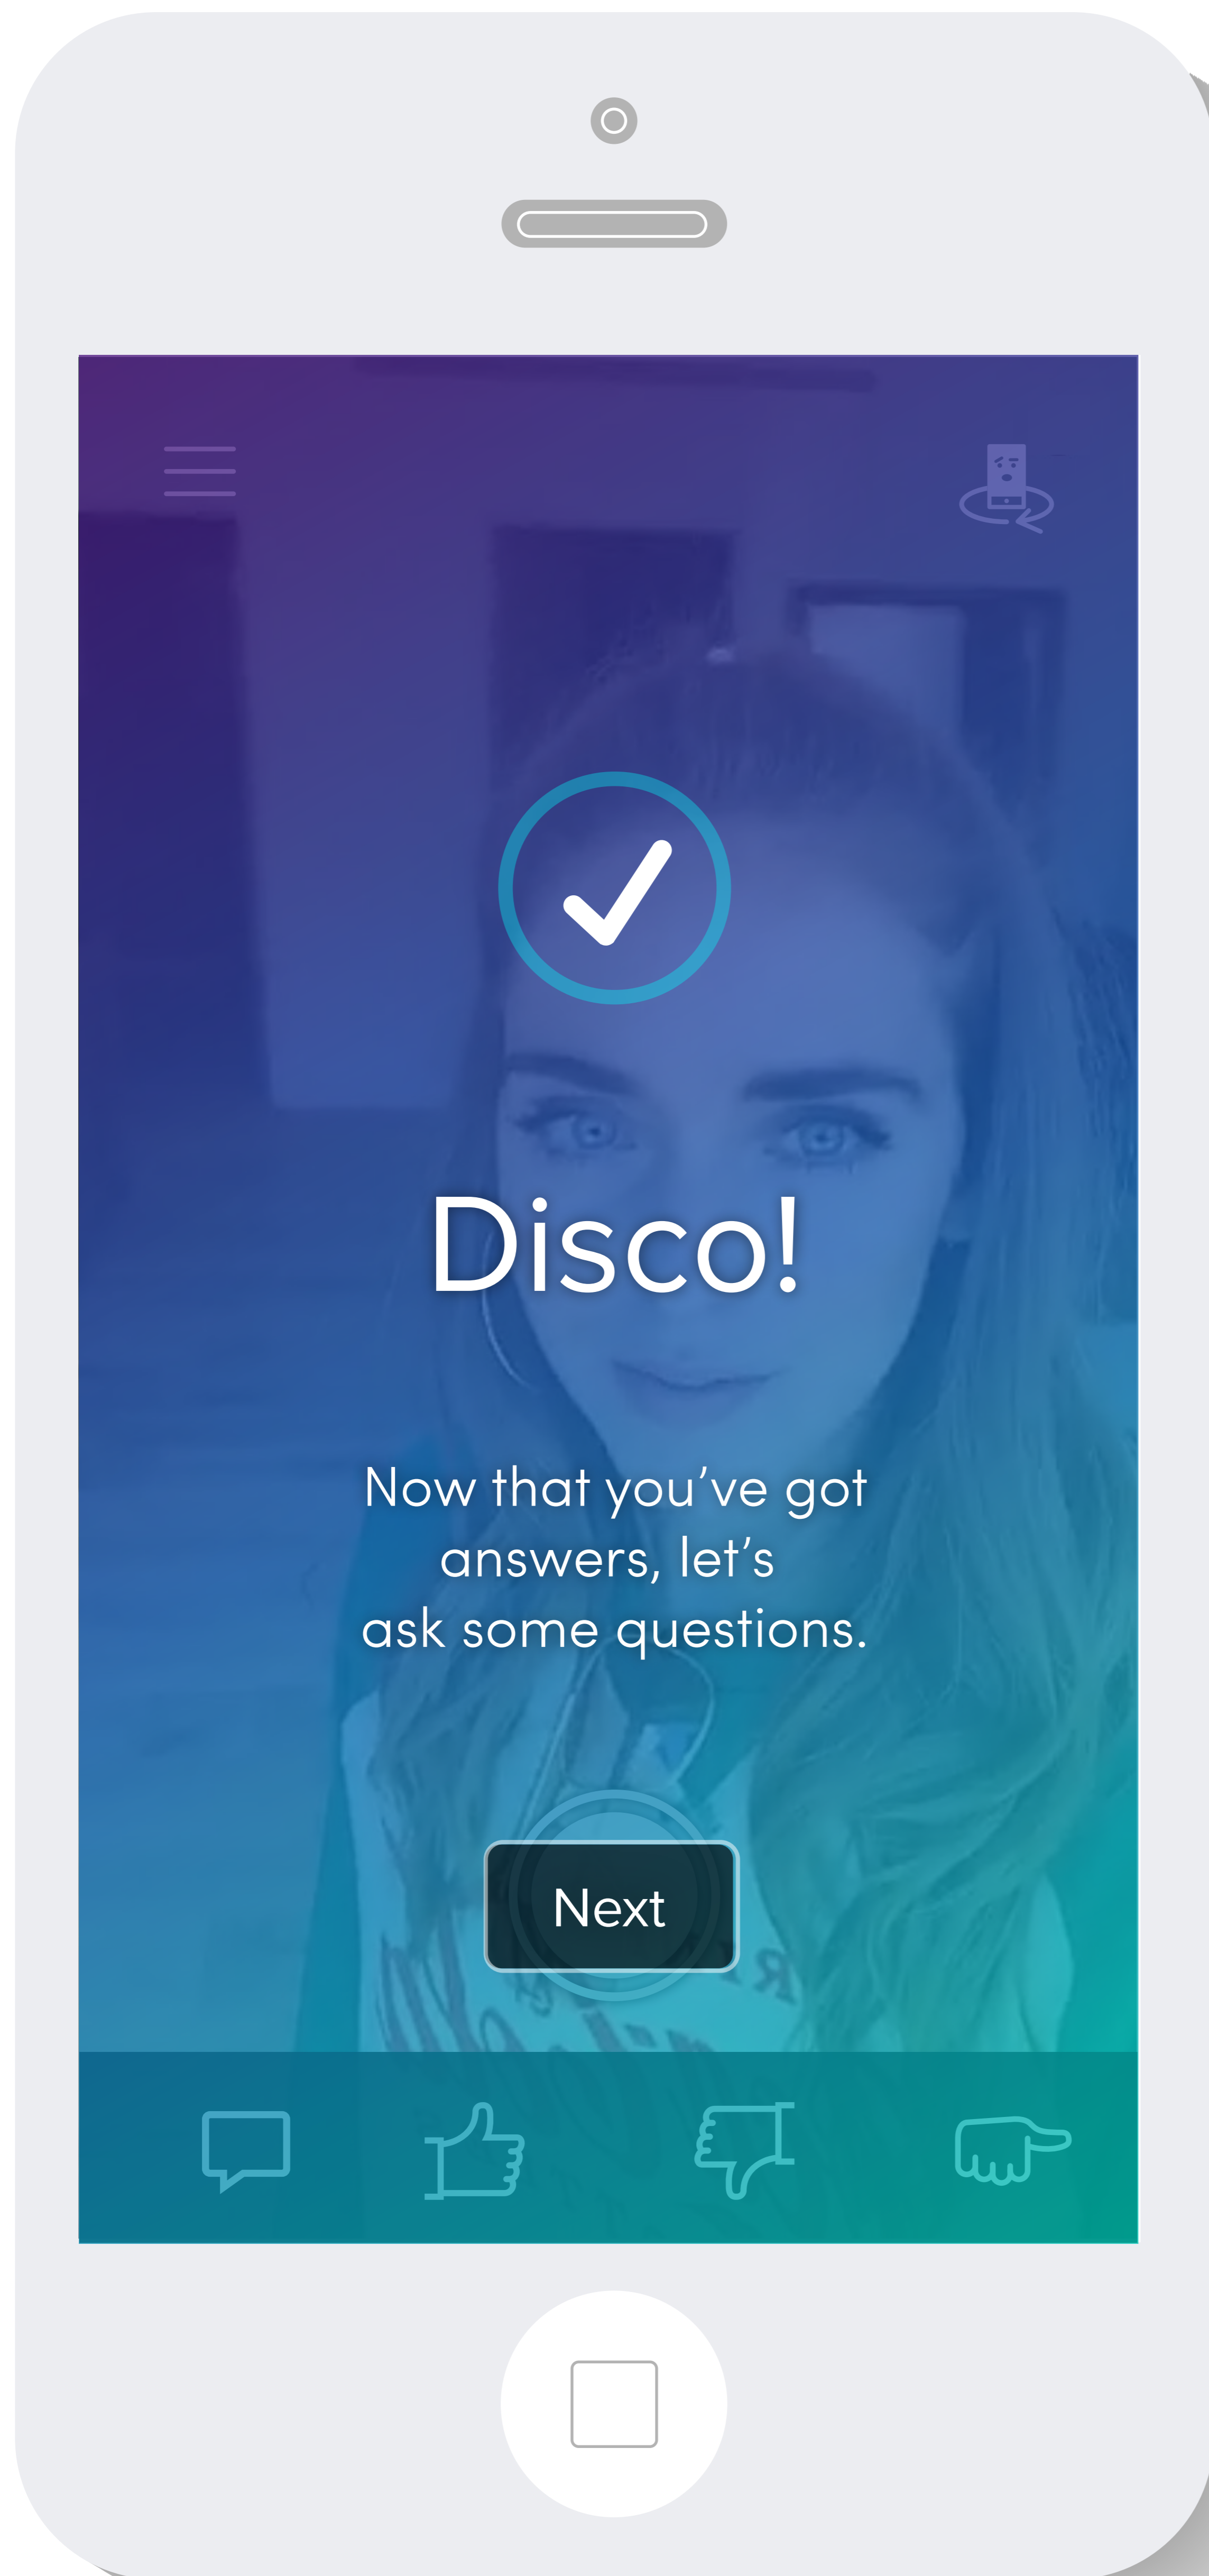 Disco!
Now that you’ve got
answers, let’s
ask some questions.
Next